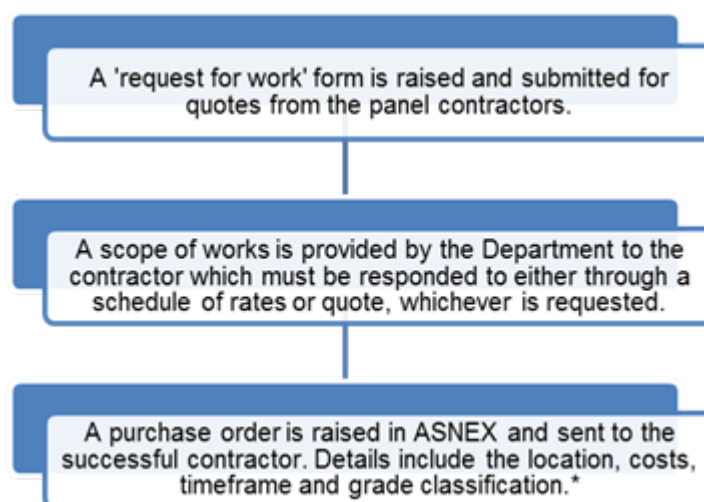 A 'request for work' form is raised and submitted for
quotes from the panel contractors.
A scope of works is provided by the Department to the
contractor which must be responded to either through a
schedule of rates or quote, whichever is requested.
A purchase order is raised in ASNEX and sent to the
successful contractor. Details include the location, costs,
timeframe and grade classification.*